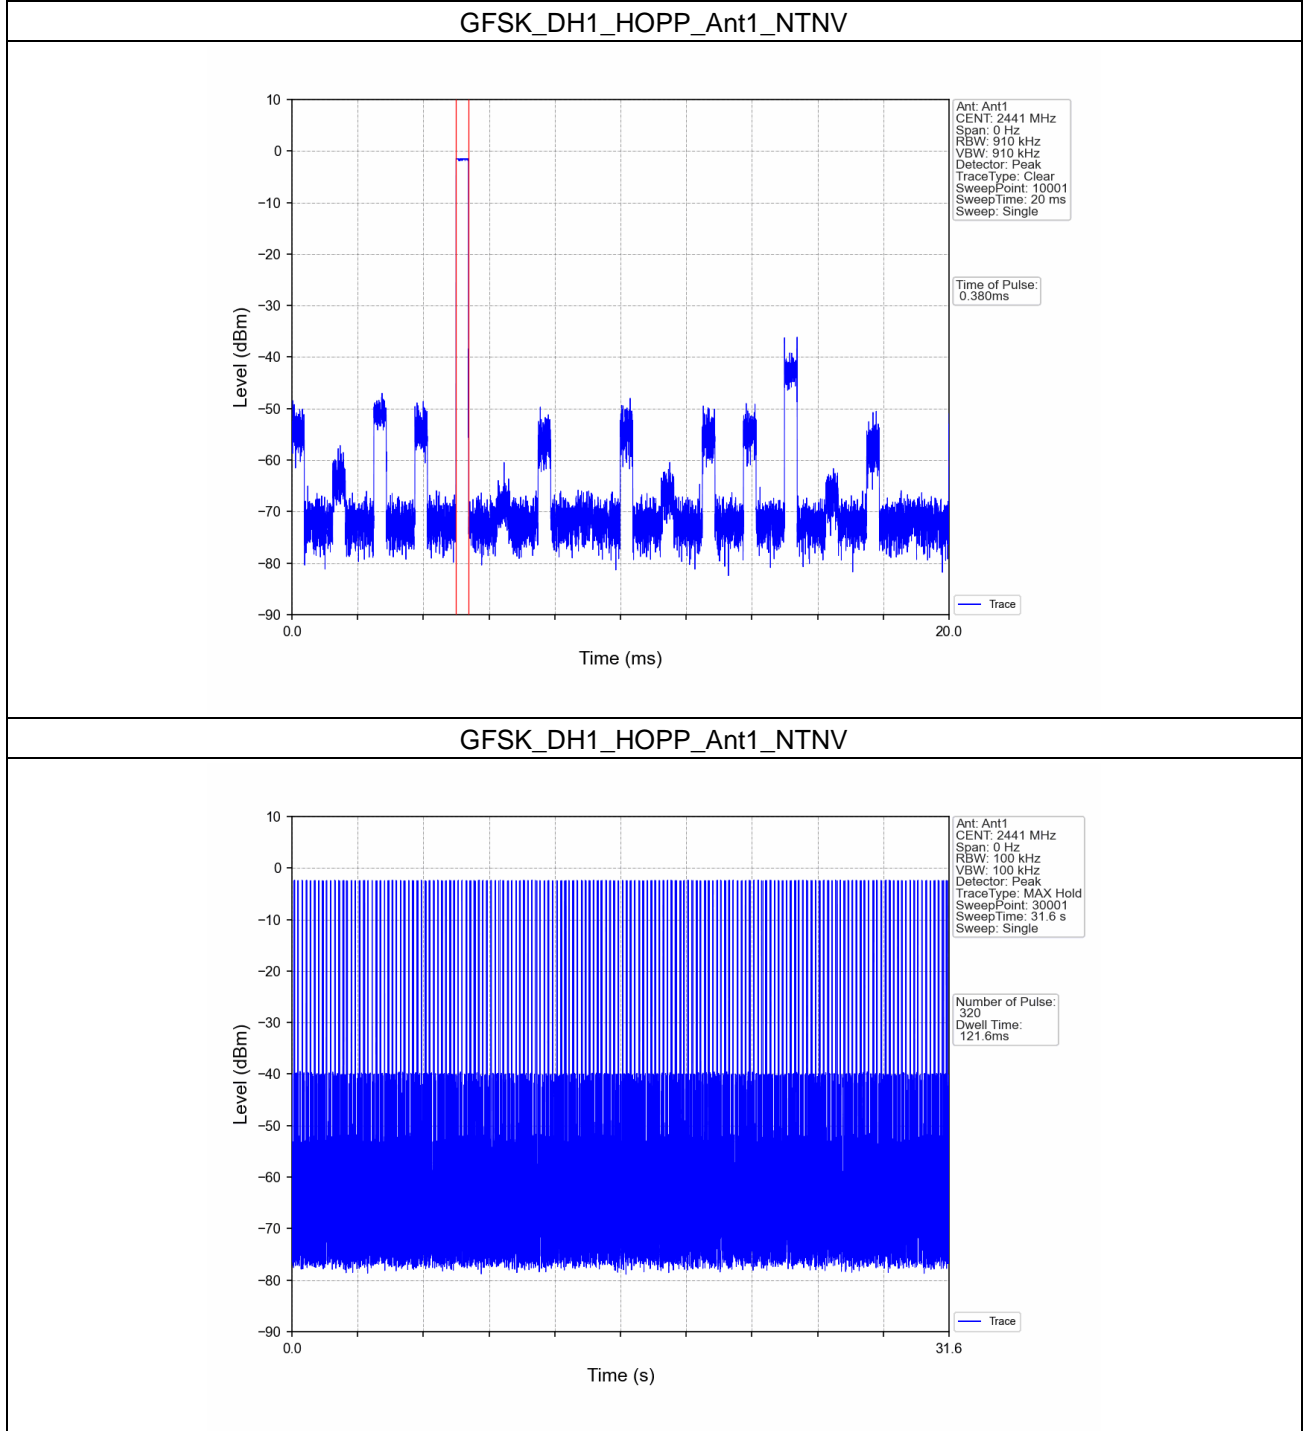 GFSK_DH1_HOPP_Ant1_NTNV
10
0
−10
−20
−30
−40
−50
−60
−70
−80
−90
Level (dBm)
0.0
20.0
Time (ms)
Ant: Ant1
CENT: 2441 MHz
Span: 0 Hz
RBW: 910 kHz
VBW: 910 kHz
Detector: Peak
TraceType: Clear
SweepPoint: 10001
SweepTime: 20 ms
Sweep: Single
Time of Pulse:
0.380ms
Trace
GFSK_DH1_HOPP_Ant1_NTNV
10
0
−10
−20
−30
−40
−50
−60
−70
−80
−90
Level (dBm)
0.0
31.6
Time (s)
Ant: Ant1
CENT: 2441 MHz
Span: 0 Hz
RBW: 100 kHz
VBW: 100 kHz
Detector: Peak
TraceType: MAX Hold
SweepPoint: 30001
SweepTime: 31.6 s
Sweep: Single
Number of Pulse:
320
Dwell Time:
121.6ms
Trace